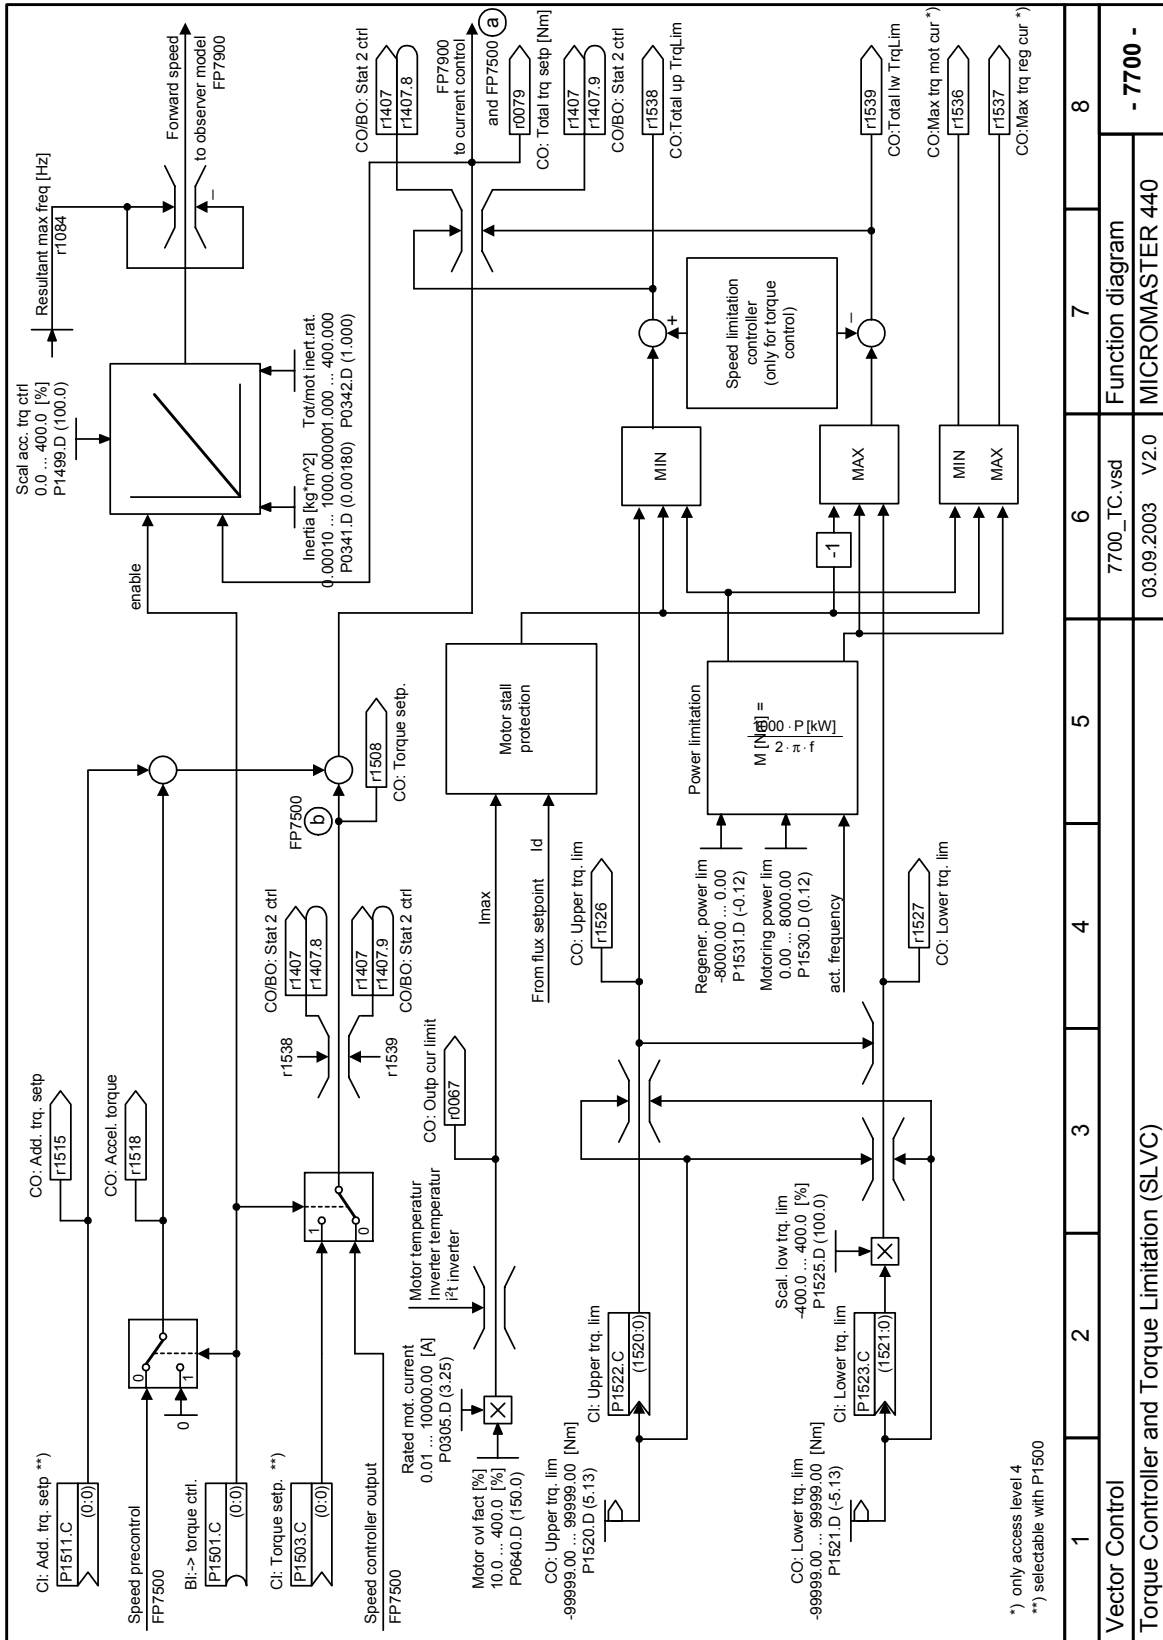 CI: Add. trq. setp **)
P1511.C
(0:0)
Speed precontrol
FP7500
BI:-> torque ctrl.
P1501.C
(0:0)
CI: Torque setp. **)
P1503.C
(0:0)
Speed controller output
FP7500
0
1
0
CO: Add. trq. setp
r1515
CO: Accel. torque
r1518
1
0
r1538
r1539
CO/BO: Stat 2 ctrl
r1407
r1407.8
r1407
r1407.9
CO/BO: Stat 2 ctrl
FP7500
b
r1508
CO: Torque setp.
enable
Scal acc. trq ctrl
0.0 ... 400.0 [%]
P1499.D (100.0)
Inertia [kg*m^2]
0.00010 ... 1000.00000
P0341.D (0.00180)
Tot/mot inert.rat.
1.000 ... 400.000
P0342.D (1.000)
Resultant max freq [Hz]
r1084
–
Forward speed
to observer model
FP7900
CO/BO: Stat 2 ctrl
r1407
r1407.8
FP7900
to current control
a
and FP7500
r0079
CO: Total trq setp [Nm]
r1407
r1407.9
CO/BO: Stat 2 ctrl
Motor ovl fact [%]
10.0 ... 400.0 [%]
P0640.D (150.0)
Rated mot. current
0.01 ... 10000.00 [A]
P0305.D (3.25)
Motor temperatur
Inverter temperatur
i²t inverter
CO: Outp cur limit
r0067
Imax
From flux setpoint
Id
Motor stall
protection
CO: Upper trq. lim
-99999.00 ... 99999.00 [Nm]
P1520.D (5.13)
CI: Upper trq. lim
P1522.C
(1520:0)
CO: Upper trq. lim
r1526
Regener. power lim
-8000.00 ... 0.00
P1531.D (-0.12)
Motoring power lim
0.00 ... 8000.00
P1530.D (0.12)
act. frequency
Power limitation
M [Nm] =
1000 · P [kW]
2 · π · f
CO: Lower trq. lim
-99999.00 ... 99999.00 [Nm]
P1521.D (-5.13)
CI: Lower trq. lim
P1523.C
(1521:0)
Scal. low trq. lim
-400.0 ... 400.0 [%]
P1525.D (100.0)
r1527
CO: Lower trq. lim
-1
MIN
MAX
MIN
MAX
+
–
Speed limitation
controller
(only for torque
control)
r1538
CO:Total up TrqLim
r1539
CO:Total lw TrqLim
CO:Max trq mot cur *)
r1536
r1537
CO:Max trq reg cur *)
*) only access level 4
**) selectable with P1500
1 2 3 4 5 6 7 8
Vector Control
7700_TC.vsd
Function diagram
- 7700 -
Torque Controller and Torque Limitation (SLVC)
03.09.2003 V2.0
MICROMASTER 440